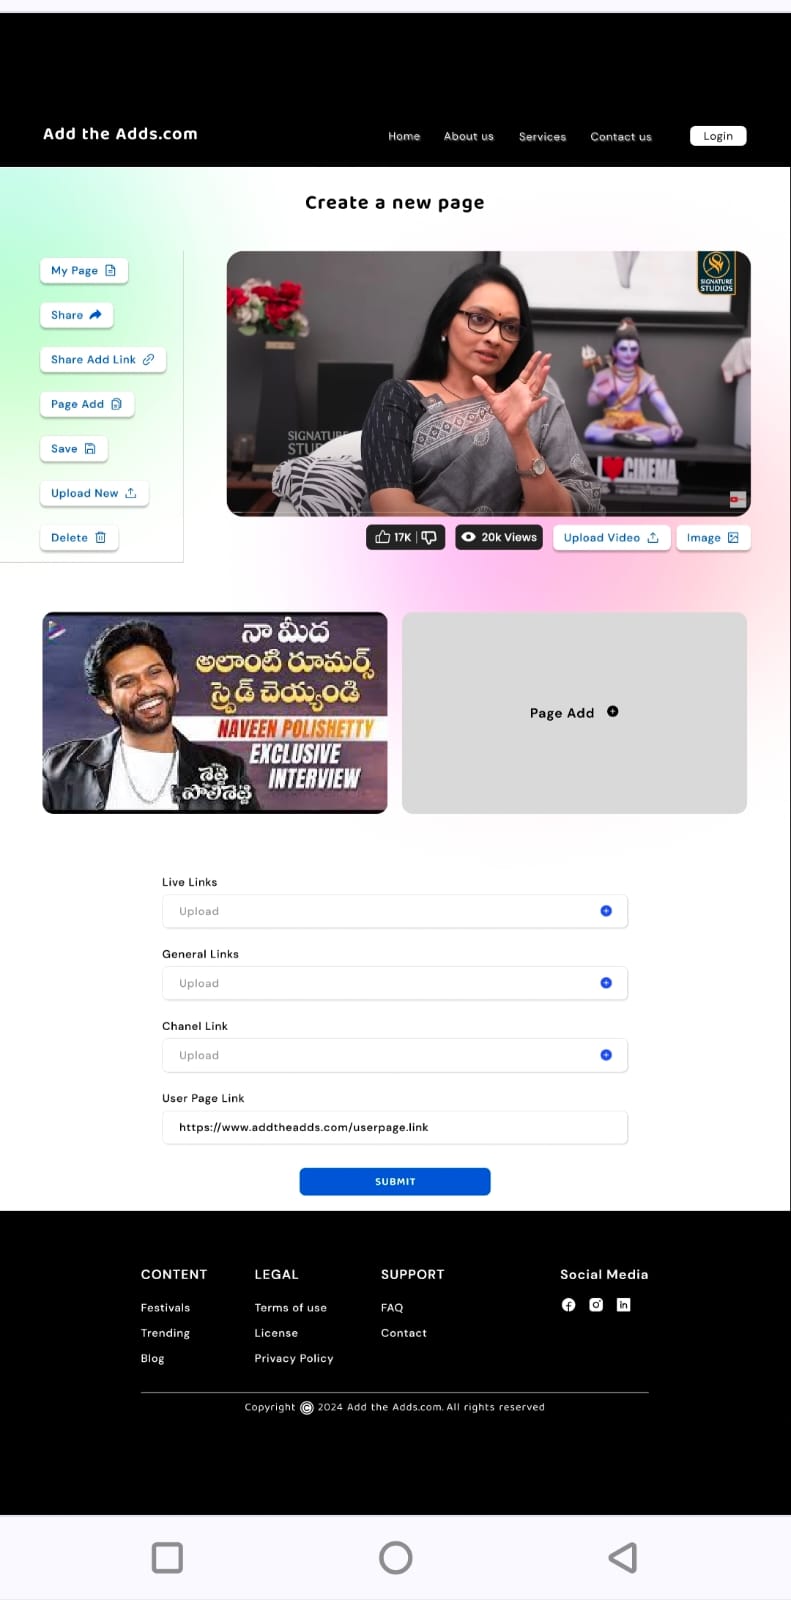 Add the Adds.com
Home About us Services Contact us Login
Create a new page
My Page
Share
Share Add Link
Page Add
Save
Upload New
Delete
SIGNATURE
STUDIOS
SIGNATURE
STU
I ❤ CINEMA
17K
20k Views
Upload Video
Image
నా మీద
అలాంటి రూమర్స్
స్ప్రెడ్ చెయ్యండి
NAVEEN POLISHETTY
EXCLUSIVE
INTERVIEW
Page Add
Live Links
Upload
General Links
Upload
Chanel Link
Upload
User Page Link
https://www.addtheadds.com/userpage.link
SUBMIT
CONTENT
Festivals
Trending
Blog
LEGAL
Terms of use
License
Privacy Policy
SUPPORT
FAQ
Contact
Social Media
Copyright © 2024 Add the Adds.com. All rights reserved